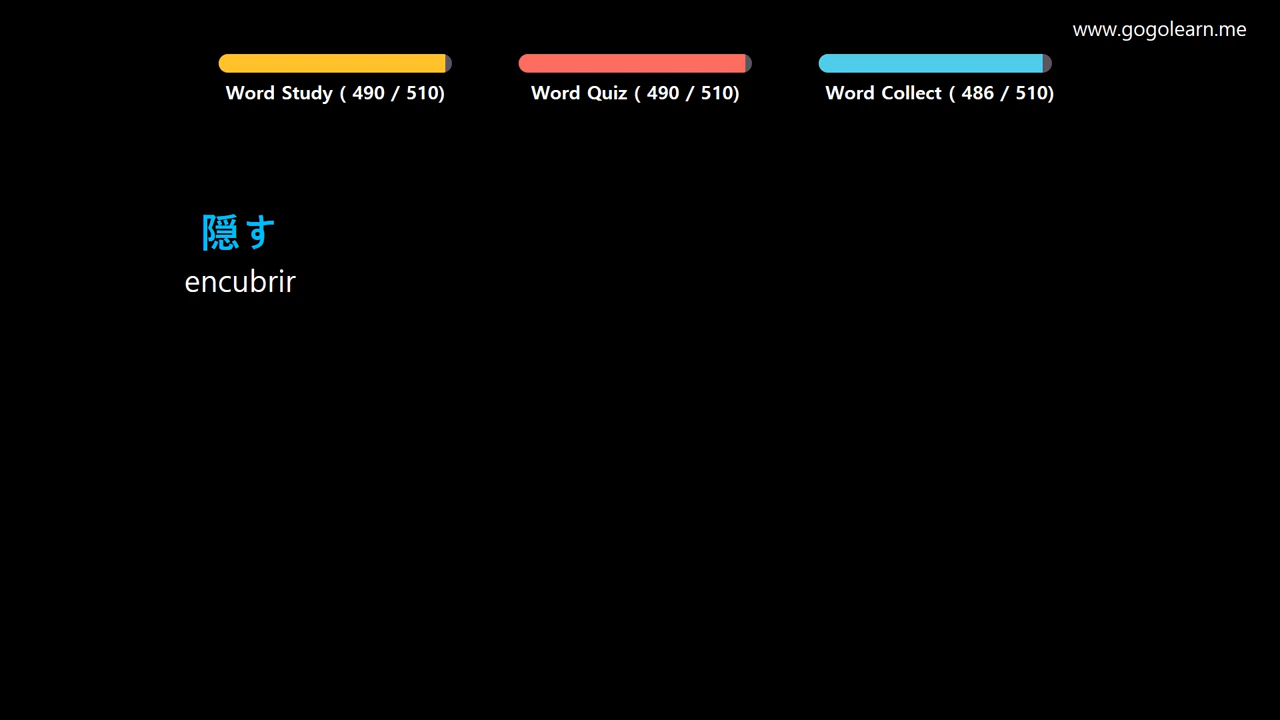 www.gogolearn.me
Word Study ( 490 / 510)
Word Quiz ( 490 / 510)
Word Collect ( 486 / 510)
隠す
encubrir